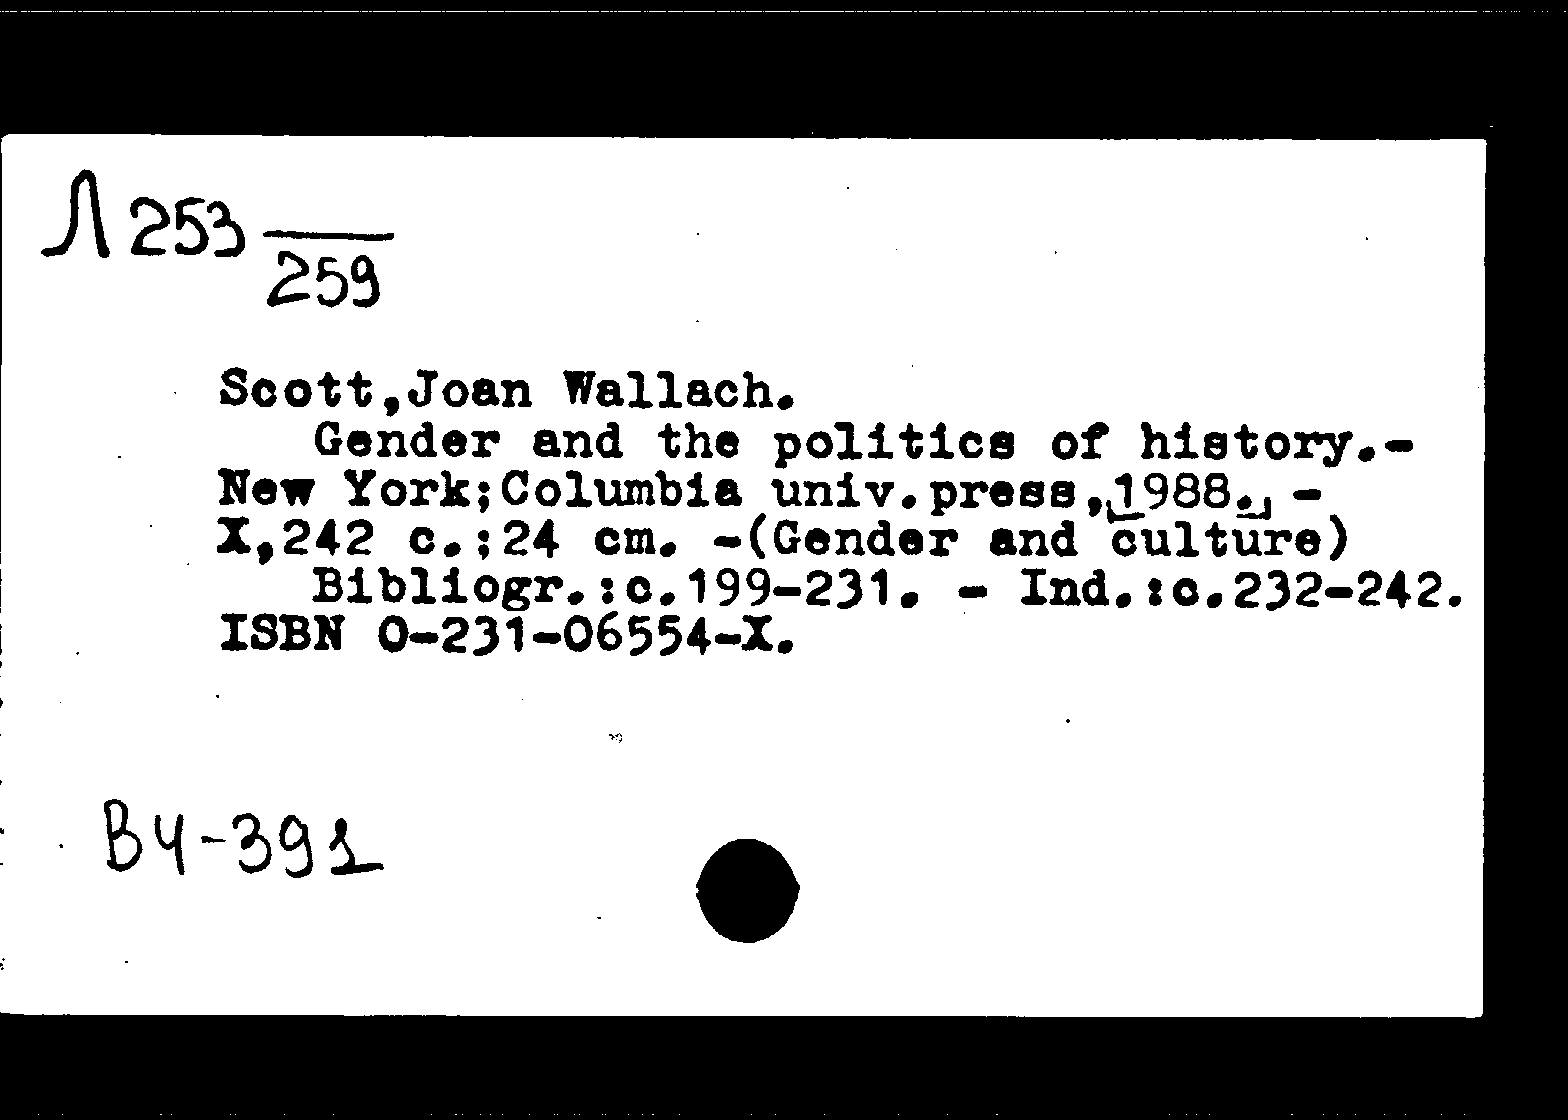 Л 253
259
Scott,Joan Wallach.
Gender and the politics of history.-
New York;Columbia univ.press,1988., -
X,242 c.;24 cm. -(Gender and culture)
Bibliogr.:c.199-231. - Ind.:c.232-242.
ISBN 0-231-06554-X.
В4-391